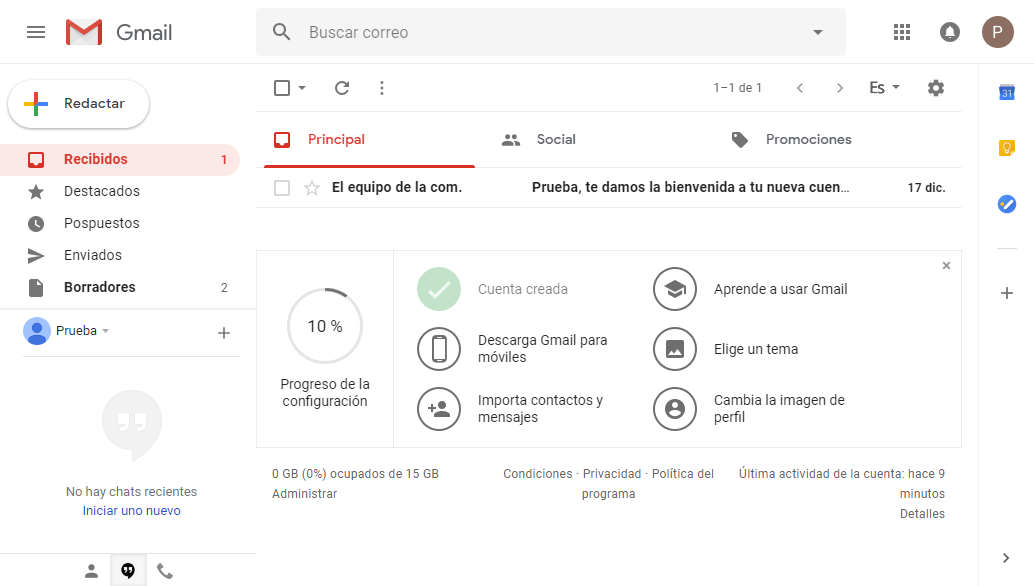 Gmail
Buscar correo
P
Redactar
1–1 de 1
Es
31
Principal
Social
Promociones
Recibidos 1
Destacados
Pospuestos
Enviados
Borradores 2
El equipo de la com. Prueba, te damos la bienvenida a tu nueva cuen... 17 dic.
Prueba
10 %
Progreso de la
configuración
Cuenta creada
Aprende a usar Gmail
Descarga Gmail para
móviles
Elige un tema
Importa contactos y
mensajes
Cambia la imagen de
perfil
0 GB (0%) ocupados de 15 GB
Administrar
Condiciones · Privacidad · Política del
programa
Última actividad de la cuenta: hace 9
minutos
Detalles
No hay chats recientes
Iniciar uno nuevo